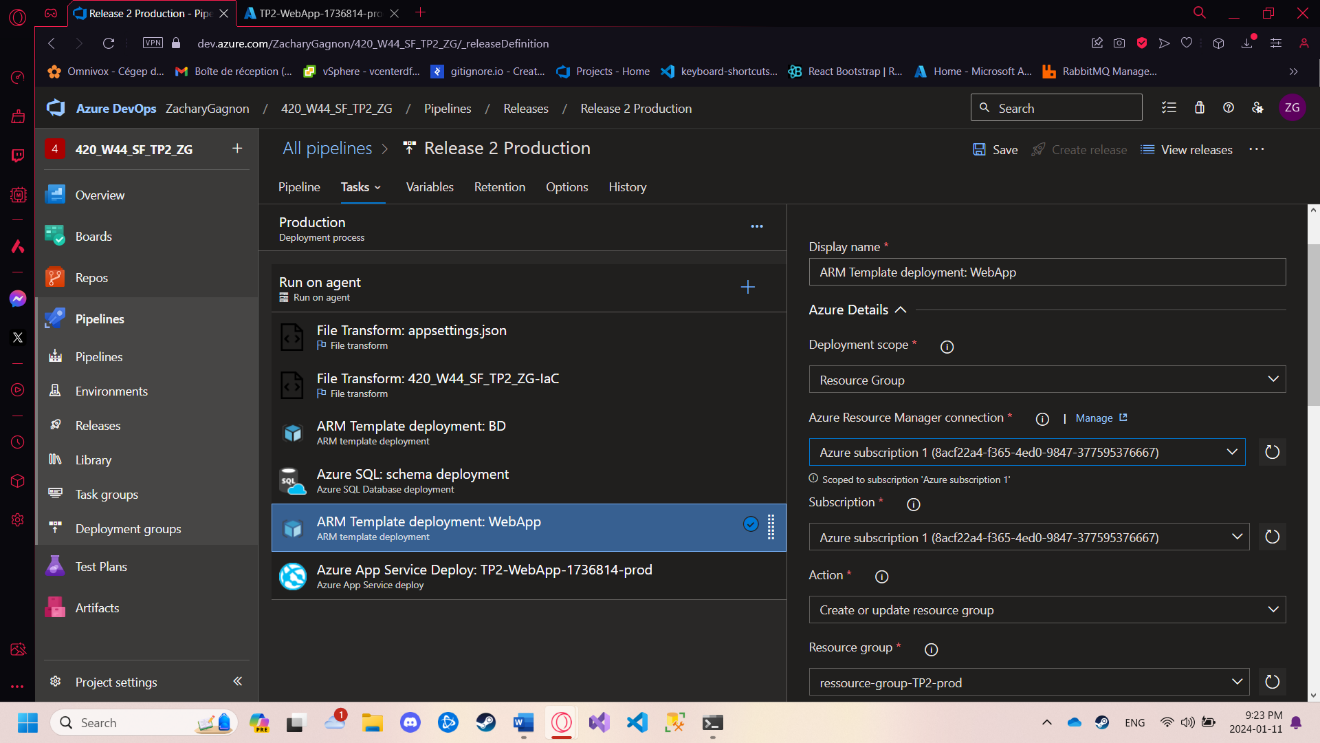 Release 2 Production - Pipe
TP2-WebApp-1736814-pro
VPN
dev.azure.com/ZacharyGagnon/420_W44_SF_TP2_ZG/_releaseDefinition
Omnivox - Cégep d...
Boîte de réception (...
vSphere - vcenterdf...
gitignore.io - Creat...
Projects - Home
keyboard-shortcuts...
React Bootstrap | R...
Home - Microsoft A...
RabbitMQ Manage...
Azure DevOps
ZacharyGagnon / 420_W44_SF_TP2_ZG / Pipelines / Releases / Release 2 Production
Search
ZG
4
420_W44_SF_TP2_ZG
Overview
Boards
Repos
Pipelines
Pipelines
Environments
Releases
Library
Task groups
Deployment groups
Test Plans
Artifacts
Project settings
All pipelines > Release 2 Production
Save
Create release
View releases
Pipeline
Tasks
Variables
Retention
Options
History
Production
Deployment process
Run on agent
Run on agent
File Transform: appsettings.json
File transform
File Transform: 420_W44_SF_TP2_ZG-IaC
File transform
ARM Template deployment: BD
ARM template deployment
SQL
Azure SQL: schema deployment
Azure SQL Database deployment
ARM Template deployment: WebApp
ARM template deployment
Azure App Service Deploy: TP2-WebApp-1736814-prod
Azure App Service deploy
Display name *
ARM Template deployment: WebApp
Azure Details
Deployment scope *
Resource Group
Azure Resource Manager connection * | Manage
Azure subscription 1 (8acf22a4-f365-4ed0-9847-377595376667)
Scoped to subscription 'Azure subscription 1'
Subscription *
Azure subscription 1 (8acf22a4-f365-4ed0-9847-377595376667)
Action *
Create or update resource group
Resource group *
ressource-group-TP2-prod
Search
PRE
1
ENG
9:23 PM
2024-01-11